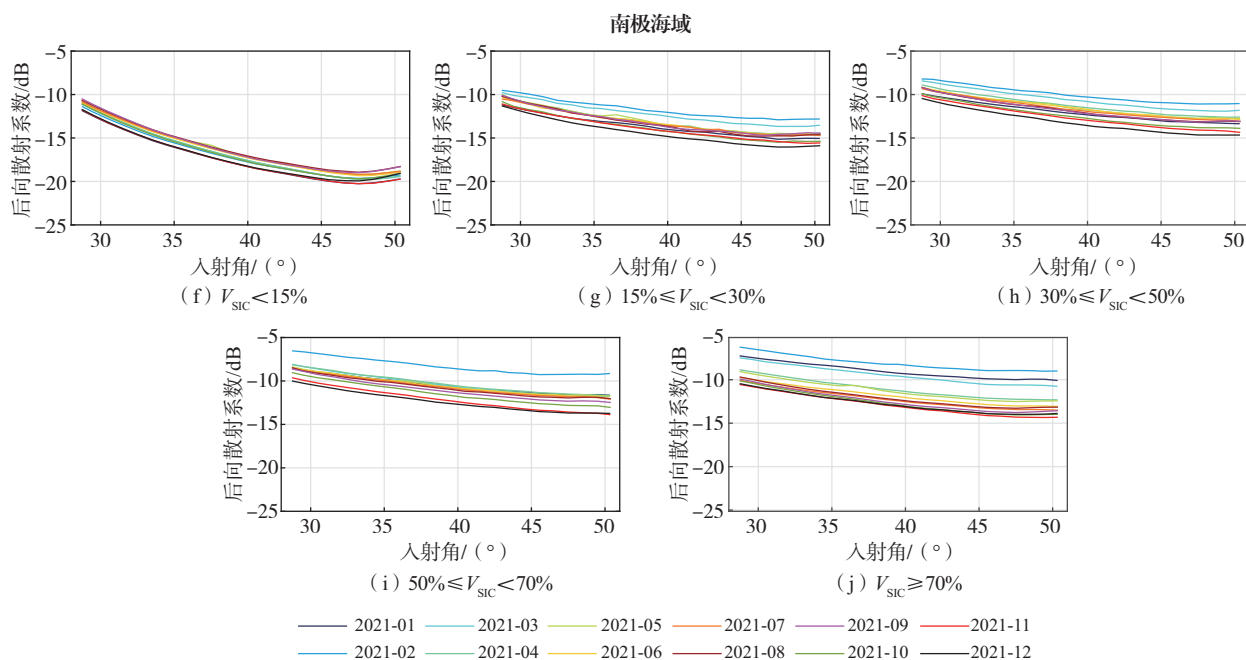 南极海域
−5
−10
−15
−20
−25
后向散射系数/dB
30 35 40 45 50
入射角/（°）
（f）V_SIC＜15%
−5
−10
−15
−20
−25
后向散射系数/dB
30 35 40 45 50
入射角/（°）
（g）15%≤V_SIC＜30%
−5
−10
−15
−20
−25
后向散射系数/dB
30 35 40 45 50
入射角/（°）
（h）30%≤V_SIC＜50%
−5
−10
−15
−20
−25
后向散射系数/dB
30 35 40 45 50
入射角/（°）
（i）50%≤V_SIC＜70%
−5
−10
−15
−20
−25
后向散射系数/dB
30 35 40 45 50
入射角/（°）
（j）V_SIC≥70%
2021-01 2021-03 2021-05 2021-07 2021-09 2021-11
2021-02 2021-04 2021-06 2021-08 2021-10 2021-12